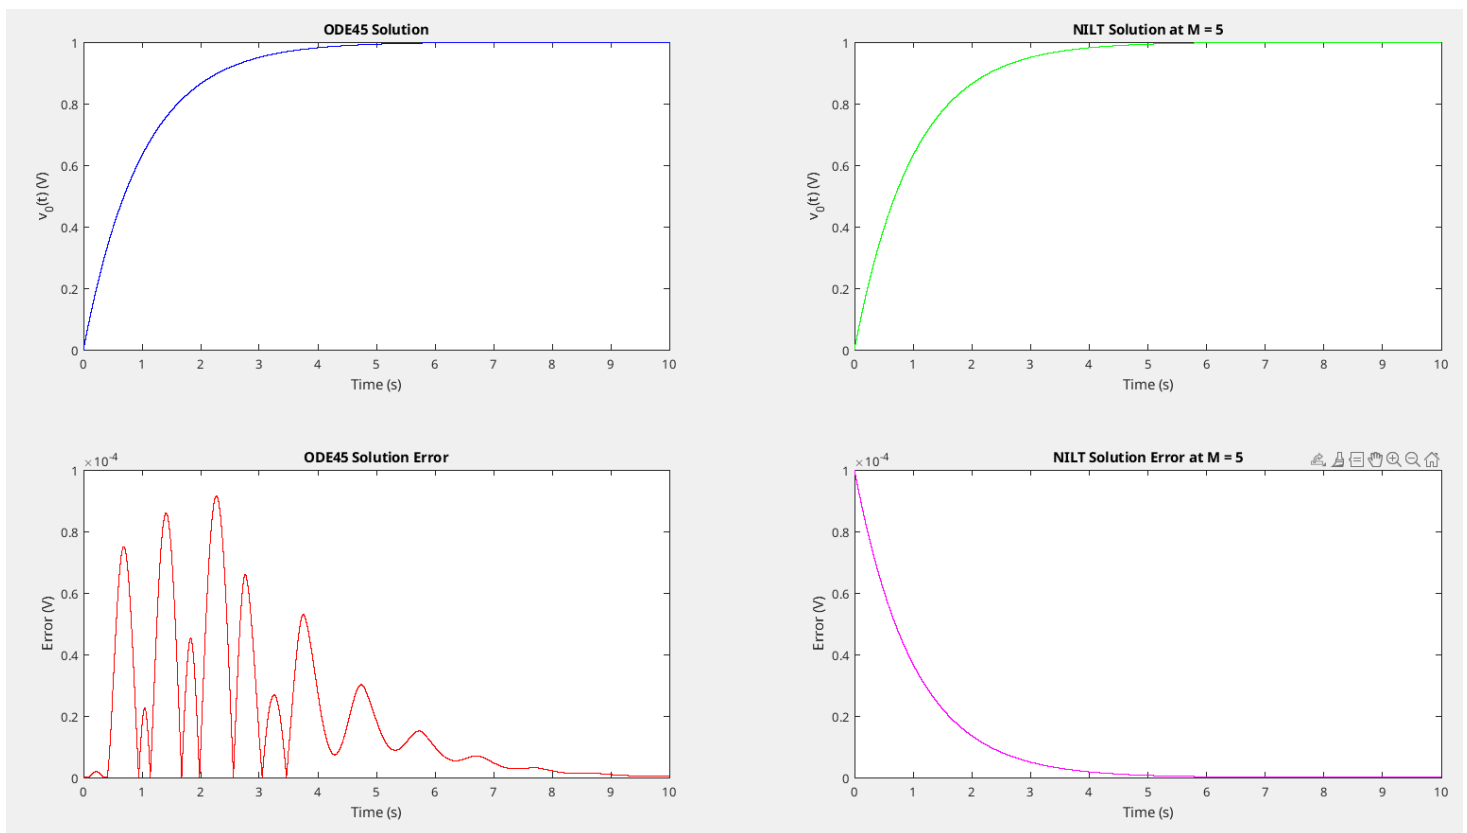 ODE45 Solution
1
0.8
0.6
0.4
0.2
0
v0(t) (V)
0 1 2 3 4 5 6 7 8 9 10
Time (s)
NILT Solution at M = 5
1
0.8
0.6
0.4
0.2
0
v0(t) (V)
0 1 2 3 4 5 6 7 8 9 10
Time (s)
ODE45 Solution Error
×10-4
1
0.8
0.6
0.4
0.2
0
Error (V)
0 1 2 3 4 5 6 7 8 9 10
Time (s)
NILT Solution Error at M = 5
×10-4
1
0.8
0.6
0.4
0.2
0
Error (V)
0 1 2 3 4 5 6 7 8 9 10
Time (s)